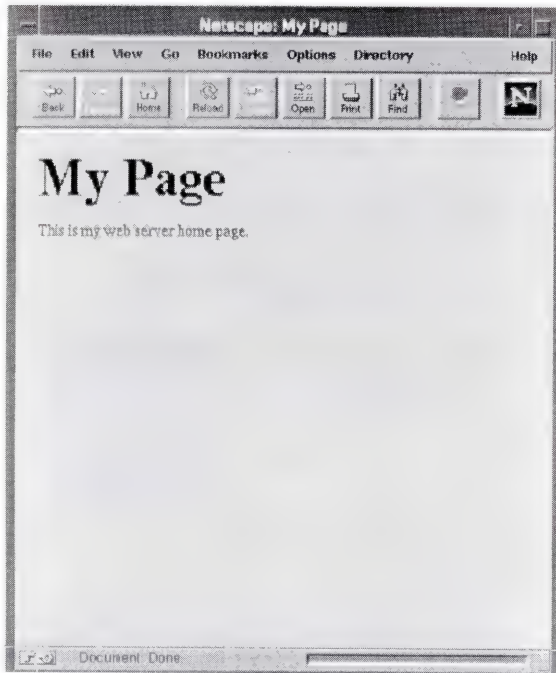 Netscape: My Page
File Edit View Go Bookmarks Options Directory Help
Back Home Reload Open Print Find
N
My Page
This is my web server home page.
Document: Done